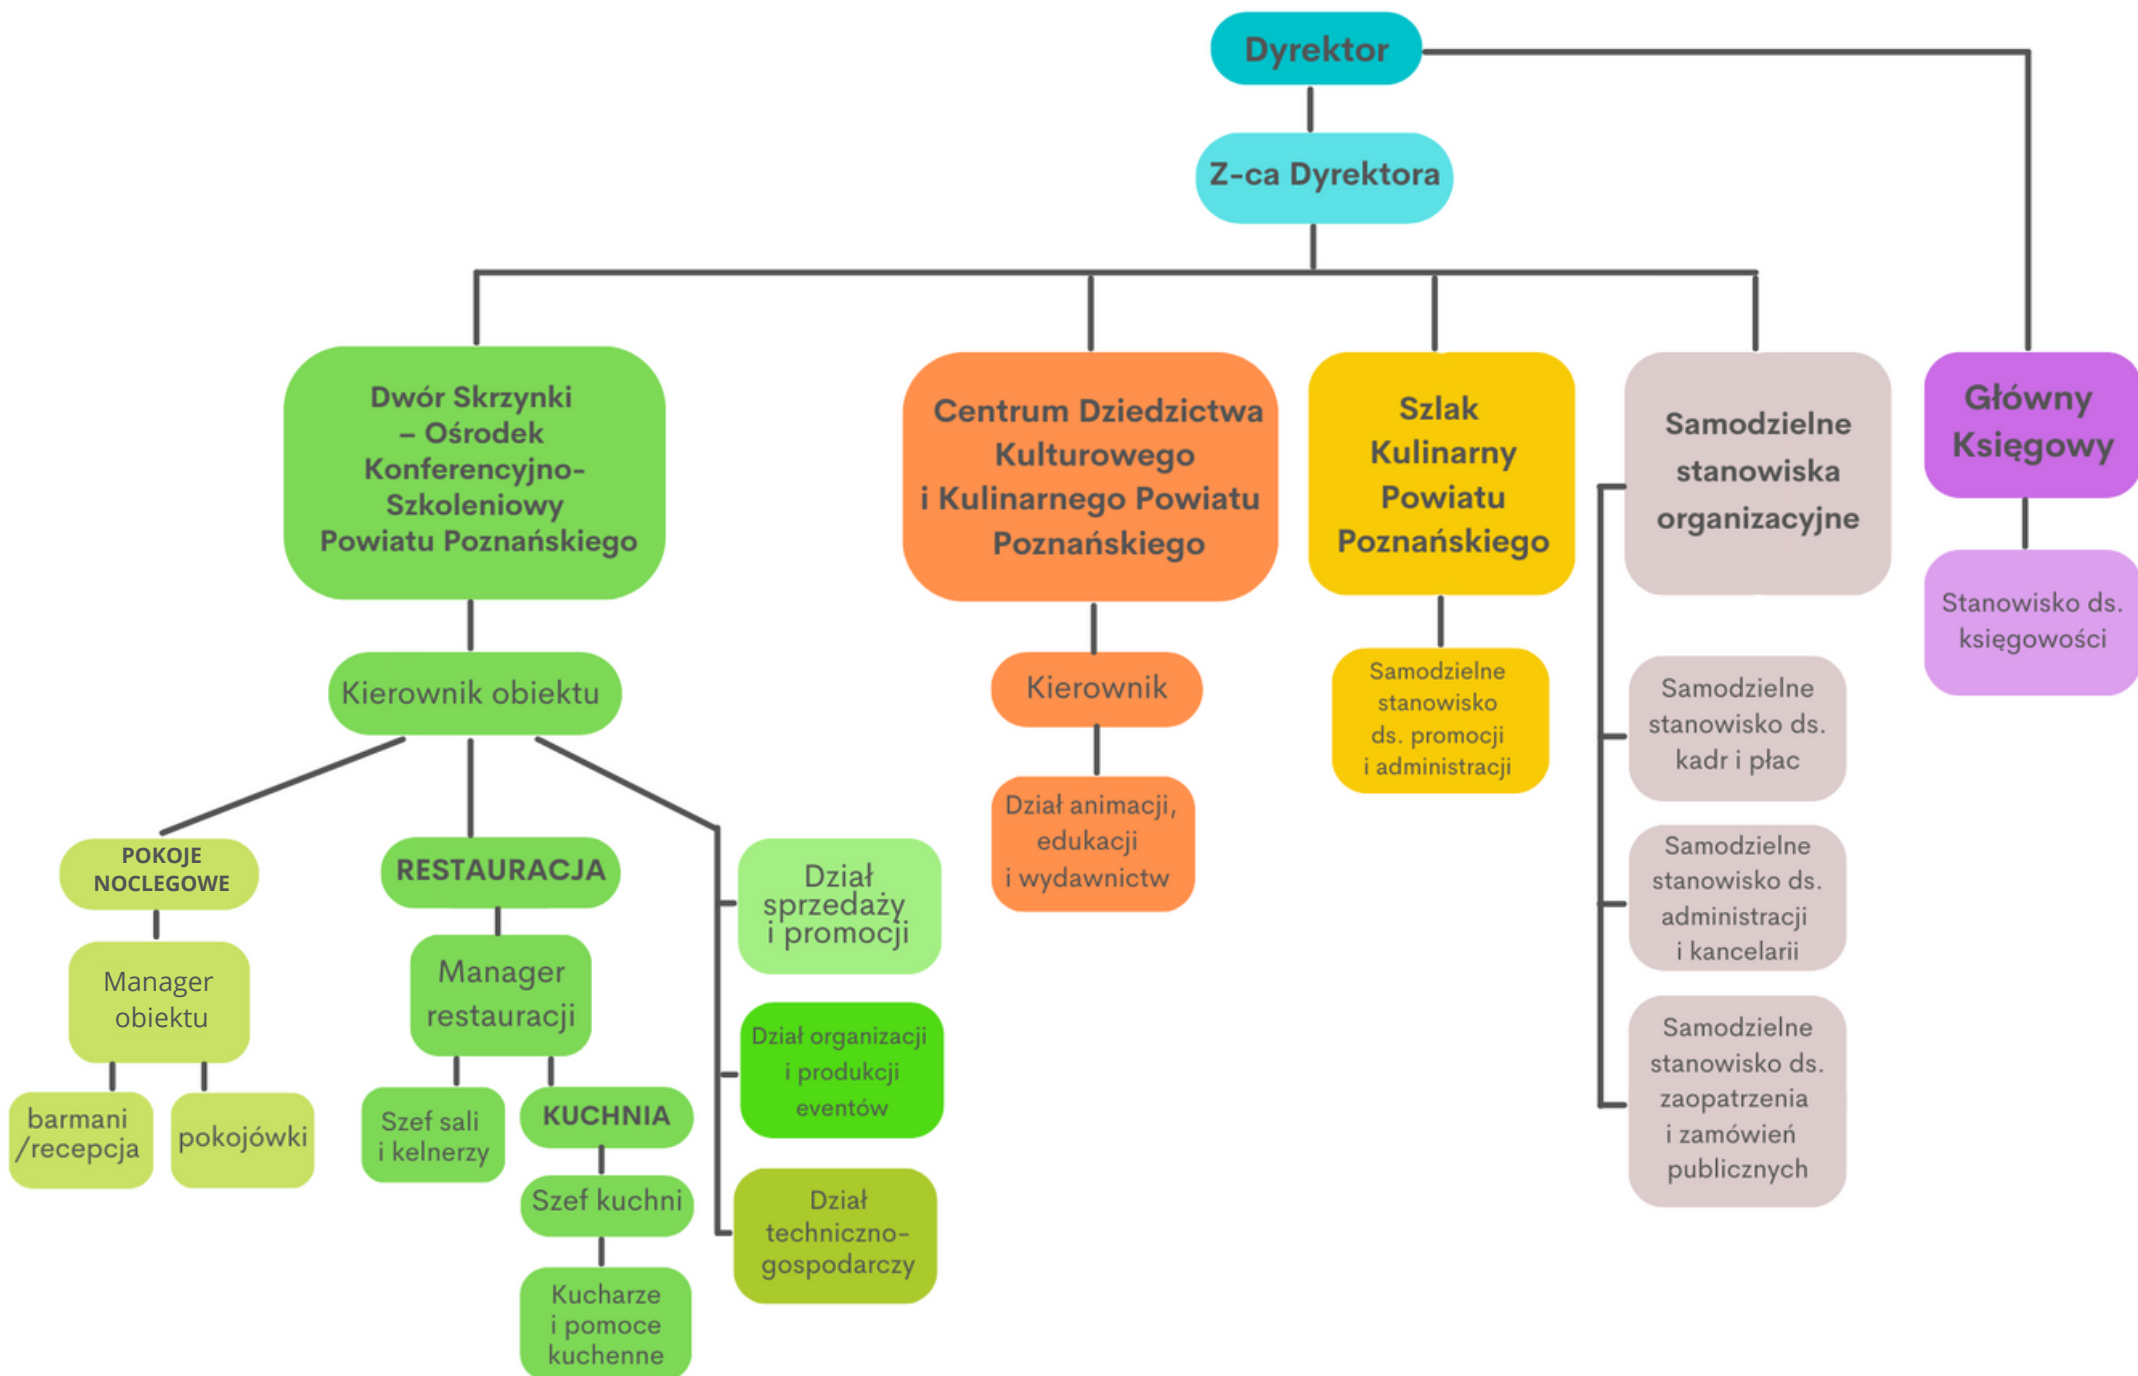 Dyrektor
Z-ca Dyrektora
Dwór Skrzynki
– Ośrodek
Konferencyjno-
Szkoleniowy
Powiatu Poznańskiego
Centrum Dziedzictwa
Kulturowego
i Kulinarnego Powiatu
Poznańskiego
Szlak
Kulinarny
Powiatu
Poznańskiego
Samodzielne
stanowiska
organizacyjne
Główny
Księgowy
Stanowisko ds.
księgowości
Kierownik obiektu
Kierownik
Samodzielne
stanowisko
ds. promocji
i administracji
Samodzielne
stanowisko ds.
kadr i płac
Dział animacji,
edukacji
i wydawnictw
POKOJE
NOCLEGOWE
RESTAURACJA
Dział
sprzedaży
i promocji
Samodzielne
stanowisko ds.
administracji
i kancelarii
Manager
obiektu
Manager
restauracji
Dział organizacji
i produkcji
eventów
Samodzielne
stanowisko ds.
zaopatrzenia
i zamówień
publicznych
barmani
/recepcja
pokojówki
Szef sali
i kelnerzy
KUCHNIA
Szef kuchni
Dział
techniczno-
gospodarczy
Kucharze
i pomoce
kuchenne